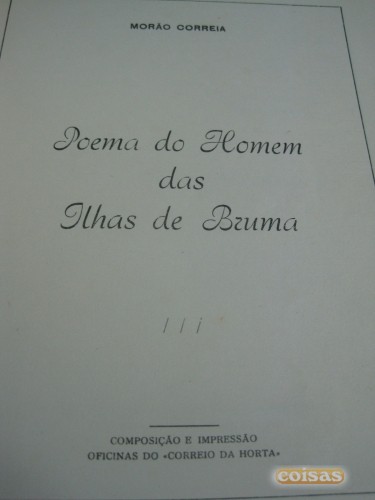 MORÃO CORREIA
Poema do Homem
das
Ilhas de Bruma
COMPOSIÇÃO E IMPRESSÃO
OFICINAS DO «CORREIO DA HORTA»
coisas